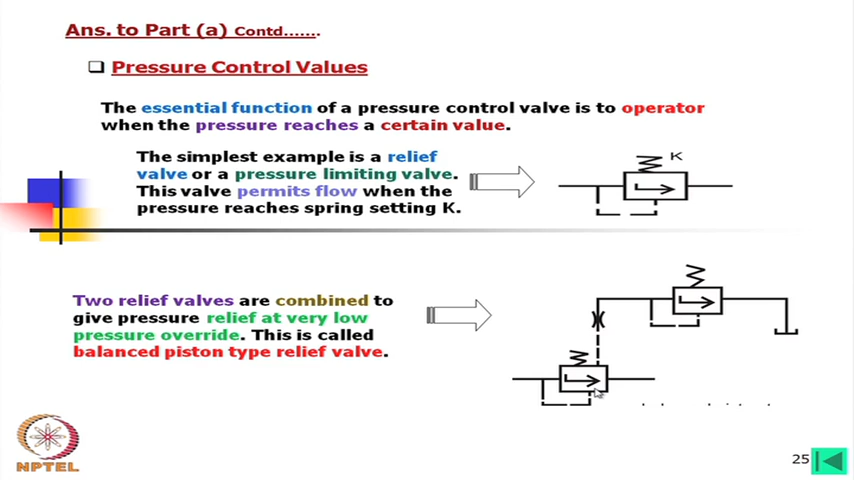 Ans. to Part (a) Contd…….
Pressure Control Values
The essential function of a pressure control valve is to operator
when the pressure reaches a certain value.
The simplest example is a relief
valve or a pressure limiting valve.
This valve permits flow when the
pressure reaches spring setting K.
K
Two relief valves are combined to
give pressure relief at very low
pressure override. This is called
balanced piston type relief valve.
NPTEL
25